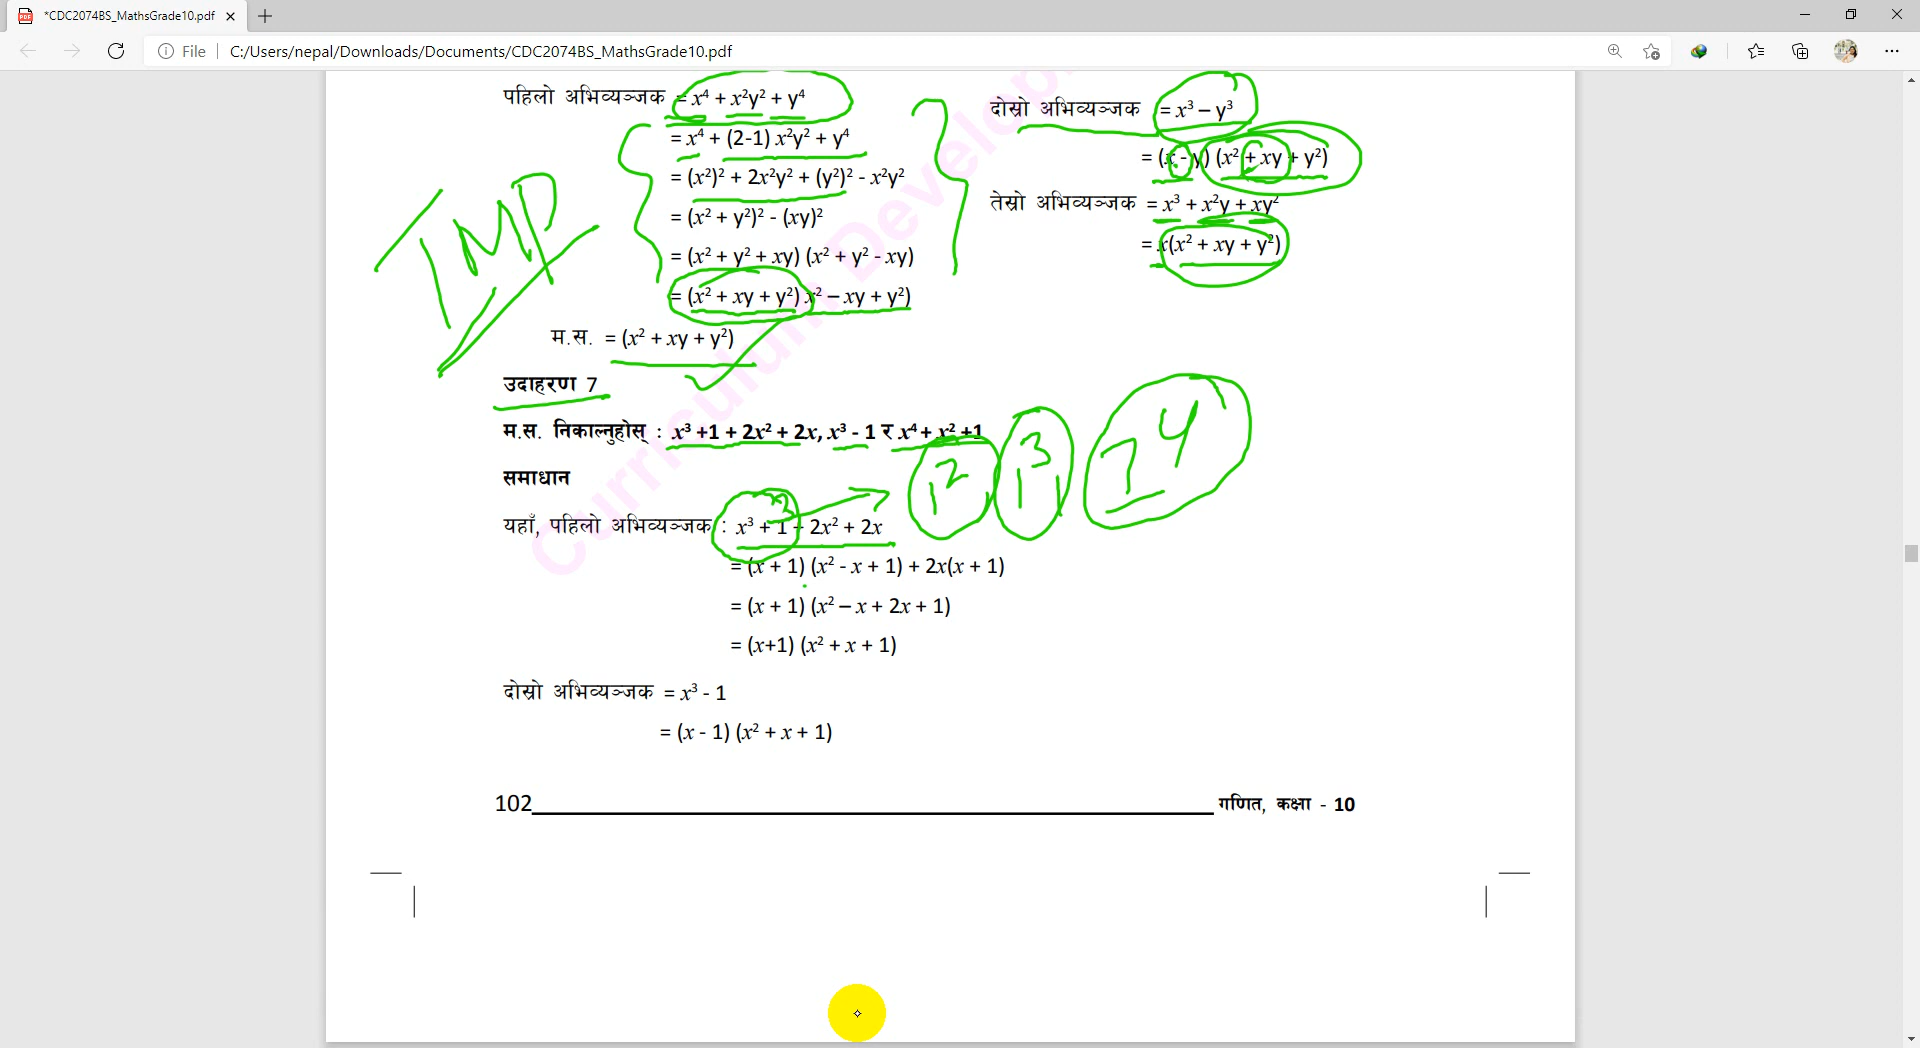 *CDC2074BS_MathsGrade10.pdf
File | C:/Users/nepal/Downloads/Documents/CDC2074BS_MathsGrade10.pdf
पहिलो अभिव्यञ्जक = x⁴ + x²y² + y⁴
= x⁴ + (2-1) x²y² + y⁴
= (x²)² + 2x²y² + (y²)² - x²y²
= (x² + y²)² - (xy)²
= (x² + y² + xy) (x² + y² - xy)
= (x² + xy + y²) x² – xy + y²)
म.स. = (x² + xy + y²)
दोस्रो अभिव्यञ्जक = x³ – y³
= (x - y) (x² + xy + y²)
तेस्रो अभिव्यञ्जक = x³ + x²y + xy²
= x(x² + xy + y²)
IMP
उदाहरण 7
म.स. निकाल्नुहोस् : x³ +1 + 2x² + 2x, x³ - 1 र x⁴ + x² +1
समाधान
1² 1³ 1⁴
यहाँ, पहिलो अभिव्यञ्जक : x³ + 1 + 2x² + 2x
= (x + 1) (x² - x + 1) + 2x(x + 1)
= (x + 1) (x² – x + 2x + 1)
= (x+1) (x² + x + 1)
दोस्रो अभिव्यञ्जक = x³ - 1
= (x - 1) (x² + x + 1)
102 गणित, कक्षा - 10
Curriculum Develop